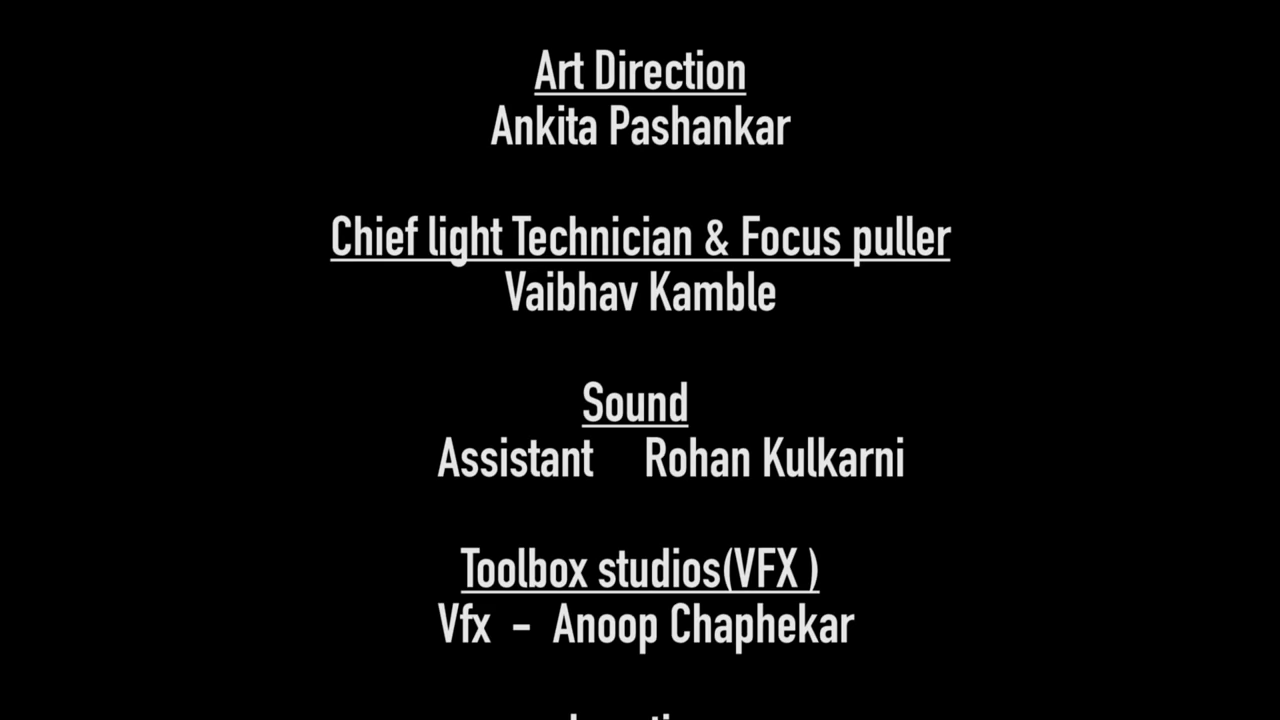 Art Direction
Ankita Pashankar
Chief light Technician & Focus puller
Vaibhav Kamble
Sound
Assistant Rohan Kulkarni
Toolbox studios(VFX )
Vfx - Anoop Chaphekar